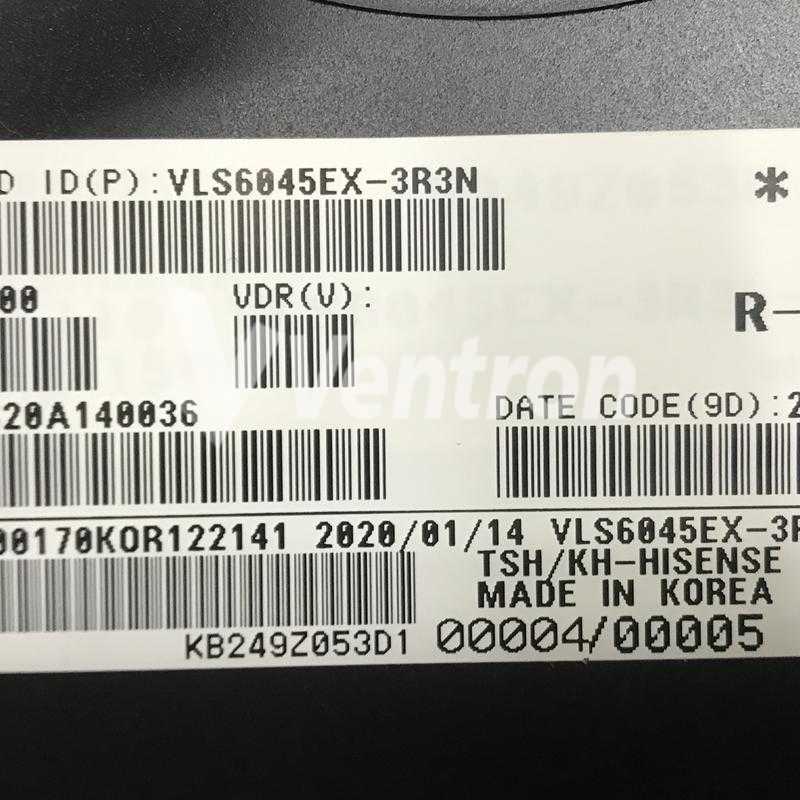 D ID(P):VLS6045EX-3R3N
*
00 VDR(V):
R-
Ventron
20A140036
DATE CODE(9D):2
00170KOR122141 2020/01/14 VLS6045EX-3R
TSH/KH-HISENSE
MADE IN KOREA
KB249Z053D1 00004/00005